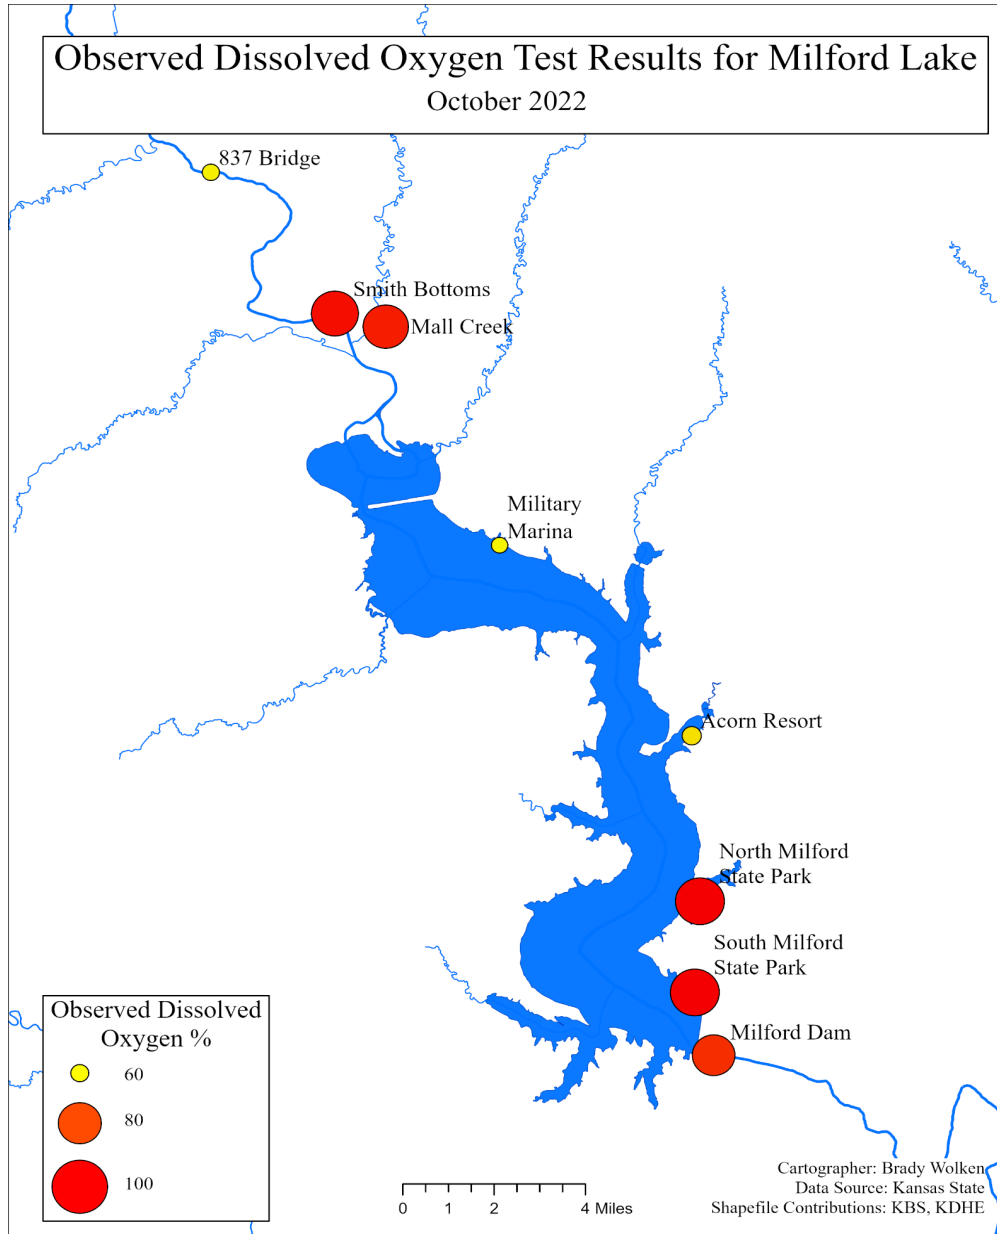 Observed Dissolved Oxygen Test Results for Milford Lake
October 2022
837 Bridge
Smith Bottoms
Mall Creek
Military
Marina
Acorn Resort
North Milford
State Park
South Milford
State Park
Milford Dam
Observed Dissolved
Oxygen %
60
80
100
0 1 2 4 Miles
Cartographer: Brady Wolken
Data Source: Kansas State
Shapefile Contributions: KBS, KDHE